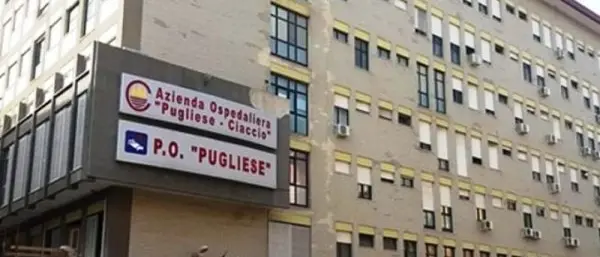 Azienda Ospedaliera
"Pugliese - Ciaccio"
P.O. "PUGLIESE"